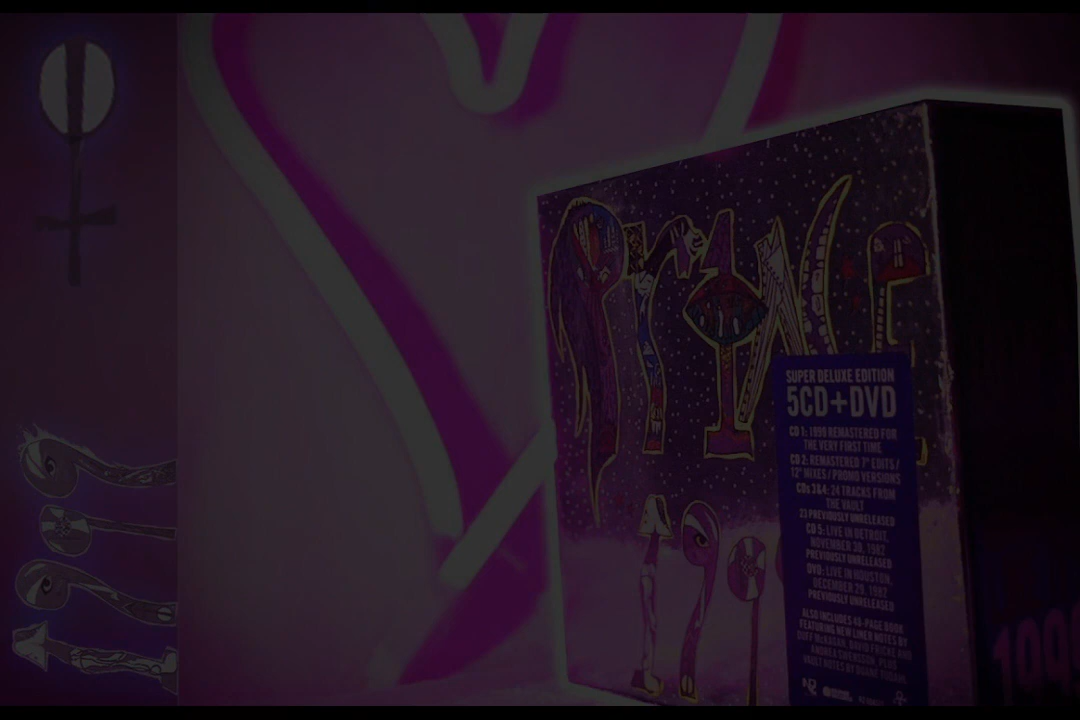 PRiNCE
SUPER DELUXE EDITION
5CD+DVD
CD 1: 1999 REMASTERED FOR
THE VERY FIRST TIME
CD 2: REMASTERED 7" EDITS /
12" MIXES / PROMO VERSIONS
CDs 3&4: 24 TRACKS FROM
THE VAULT
23 PREVIOUSLY UNRELEASED
CD 5: LIVE IN DETROIT,
NOVEMBER 30, 1982
PREVIOUSLY UNRELEASED
DVD: LIVE IN HOUSTON,
DECEMBER 29, 1982
PREVIOUSLY UNRELEASED
ALSO INCLUDES 48-PAGE BOOK
FEATURING NEW LINER NOTES BY
DUFF McKAGAN, DAVID FRICKE AND
ANDREA SWENSSON, PLUS
VAULT NOTES BY DUANE TUDAHL
199
1999
1999